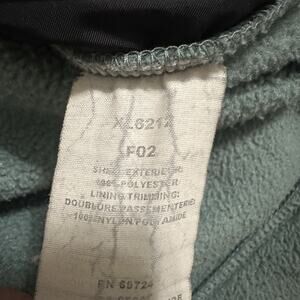 XL6212
F02
SHELL/EXTERIEUR:
100% POLYESTER
LINING,TRIMMING:
DOUBLURE,PASSEMENTERIE:
100% NYLON/POLYAMIDE
RN 69724